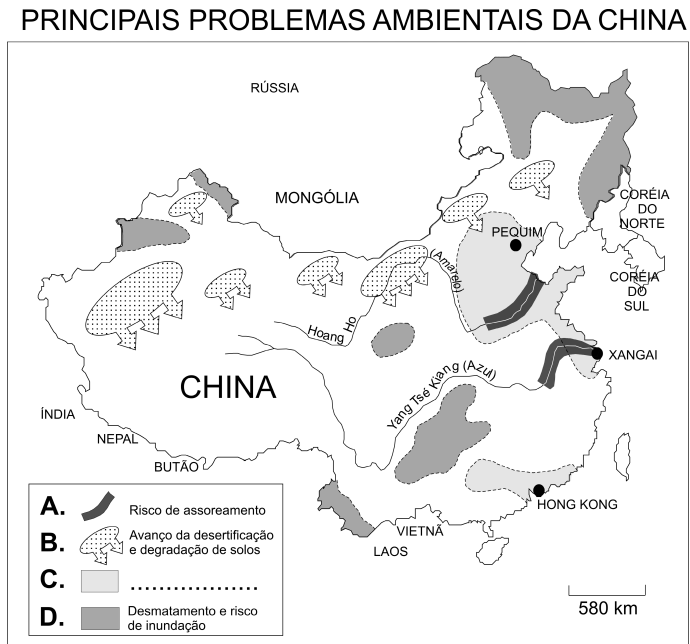 PRINCIPAIS PROBLEMAS AMBIENTAIS DA CHINA
RÚSSIA
MONGÓLIA
CORÉIA
DO
NORTE
PEQUIM
(Amarelo)
CORÉIA
DO
SUL
Hoang Ho
XANGAI
CHINA
Yang Tsé Kiang (Azul)
ÍNDIA
NEPAL
BUTÃO
HONG KONG
VIETNÃ
LAOS
A. Risco de assoreamento
B. Avanço da desertificação
e degradação de solos
C. ...................
D. Desmatamento e risco
de inundação
580 km